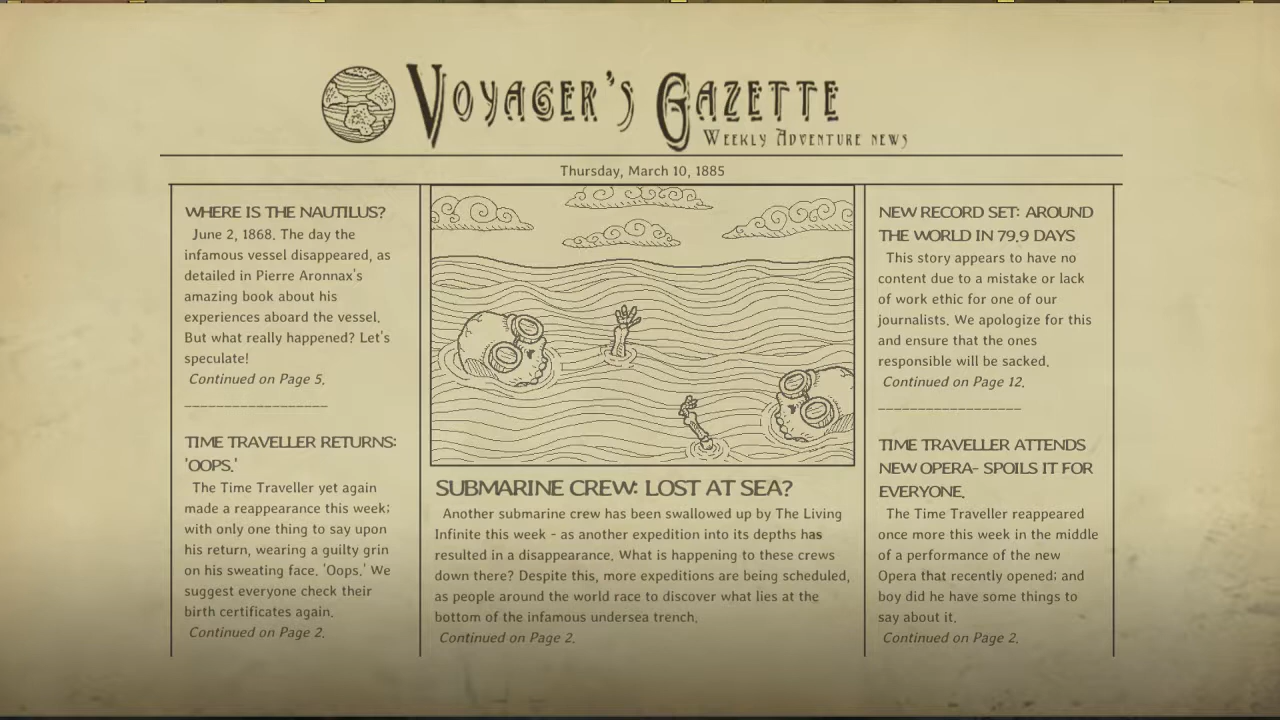 VOYAGER'S GAZETTE
WEEKLY ADVENTURE NEWS
Thursday, March 10, 1885
WHERE IS THE NAUTILUS?
June 2, 1868. The day the
infamous vessel disappeared, as
detailed in Pierre Aronnax's
amazing book about his
experiences aboard the vessel.
But what really happened? Let's
speculate!
Continued on Page 5.
__________________
TIME TRAVELLER RETURNS:
'OOPS.'
The Time Traveller yet again
made a reappearance this week;
with only one thing to say upon
his return, wearing a guilty grin
on his sweating face. 'Oops.' We
suggest everyone check their
birth certificates again.
Continued on Page 2.
SUBMARINE CREW: LOST AT SEA?
Another submarine crew has been swallowed up by The Living
Infinite this week - as another expedition into its depths has
resulted in a disappearance. What is happening to these crews
down there? Despite this, more expeditions are being scheduled,
as people around the world race to discover what lies at the
bottom of the infamous undersea trench.
Continued on Page 2.
NEW RECORD SET: AROUND
THE WORLD IN 79.9 DAYS
This story appears to have no
content due to a mistake or lack
of work ethic for one of our
journalists. We apologize for this
and ensure that the ones
responsible will be sacked.
Continued on Page 12.
__________________
TIME TRAVELLER ATTENDS
NEW OPERA- SPOILS IT FOR
EVERYONE.
The Time Traveller reappeared
once more this week in the middle
of a performance of the new
Opera that recently opened; and
boy did he have some things to
say about it.
Continued on Page 2.